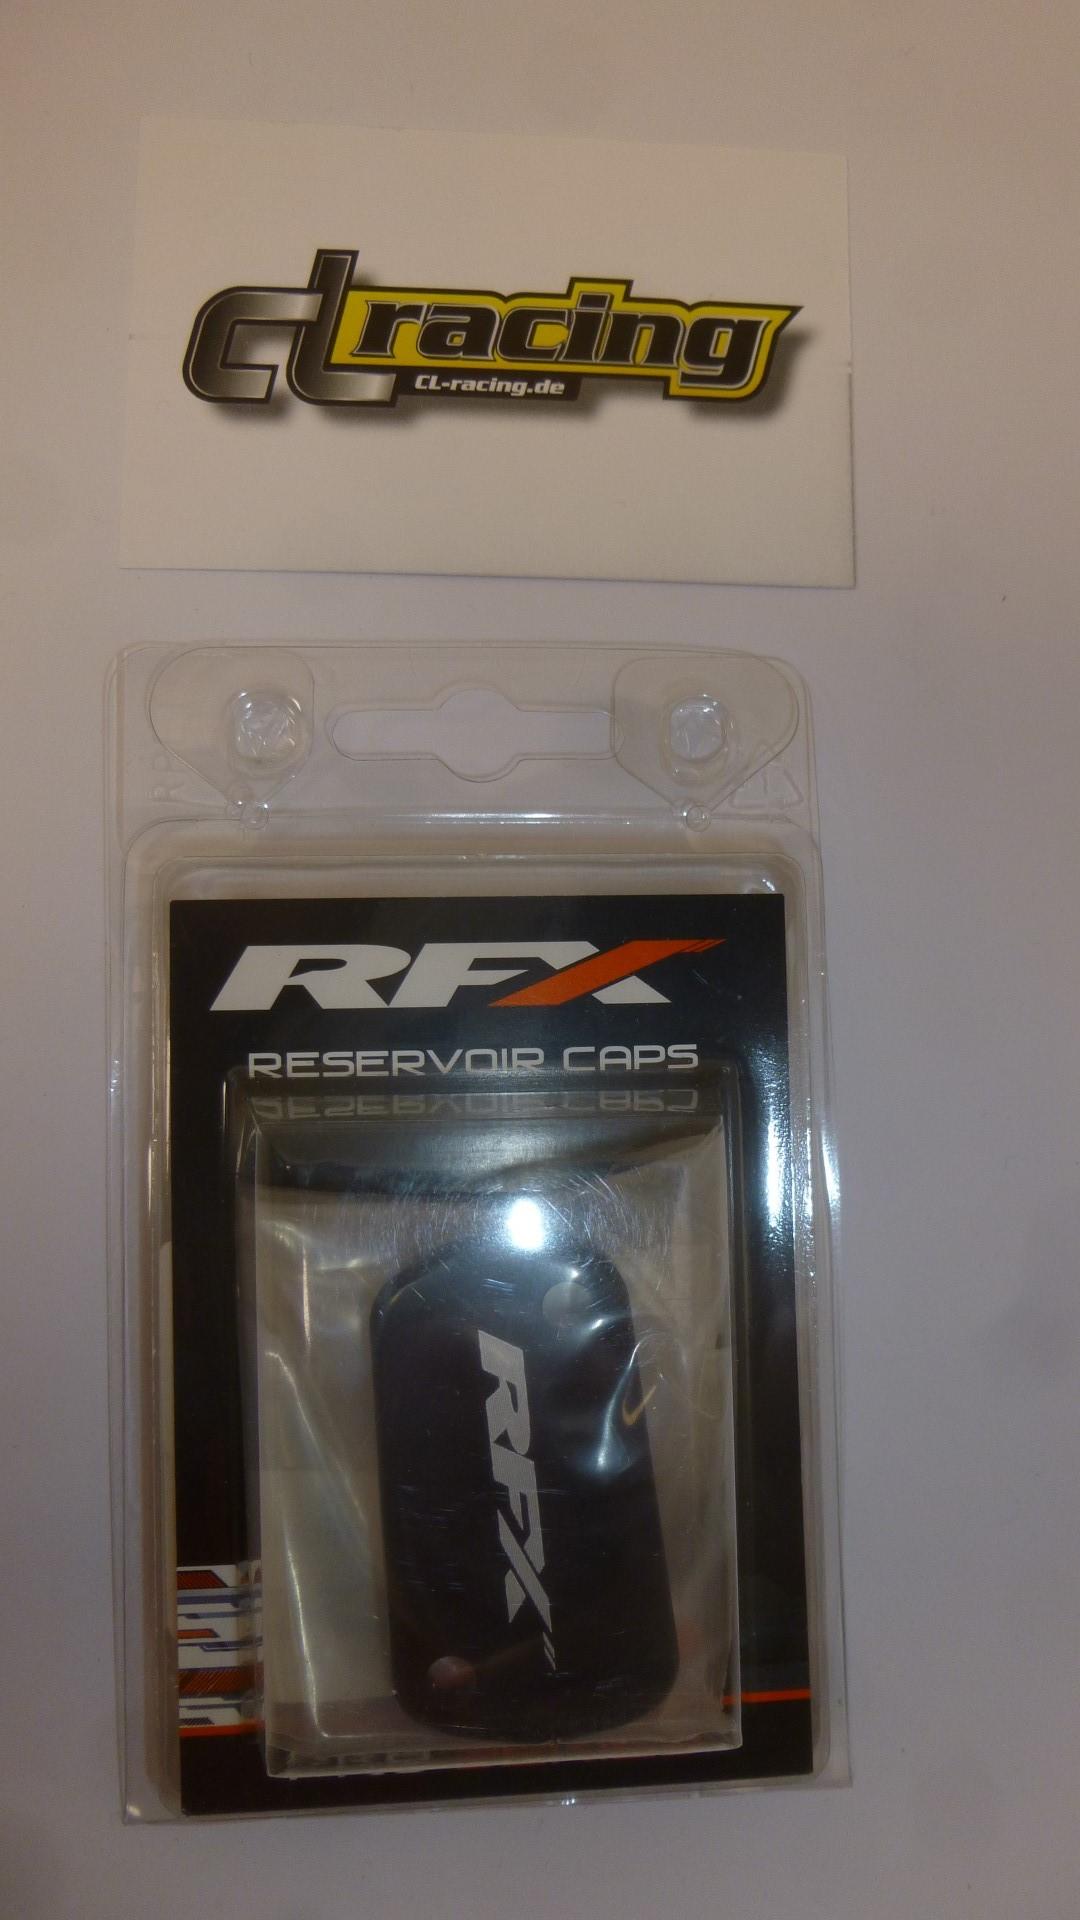 CL racing
CL-racing.de
RFX
RESERVOIR CAPS
RFX